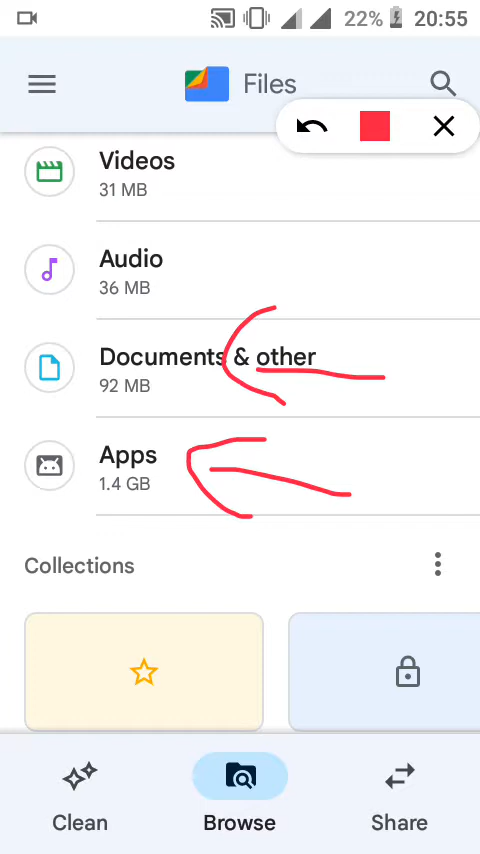 22% 20:55
Files
Videos
31 MB
Audio
36 MB
Documents & other
92 MB
Apps
1.4 GB
Collections
Clean Browse Share